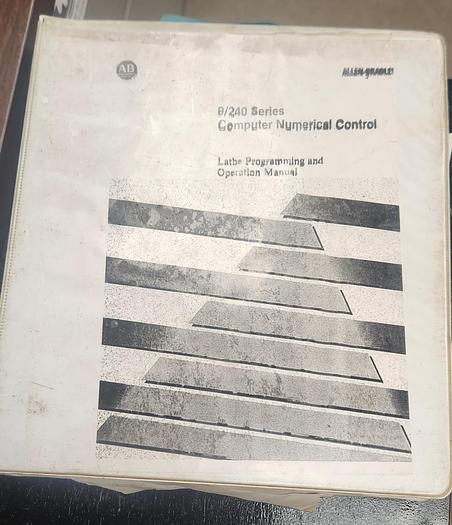 AB
ALLEN-BRADLEY
9/240 Series
Computer Numerical Control
Lathe Programming and
Operation Manual